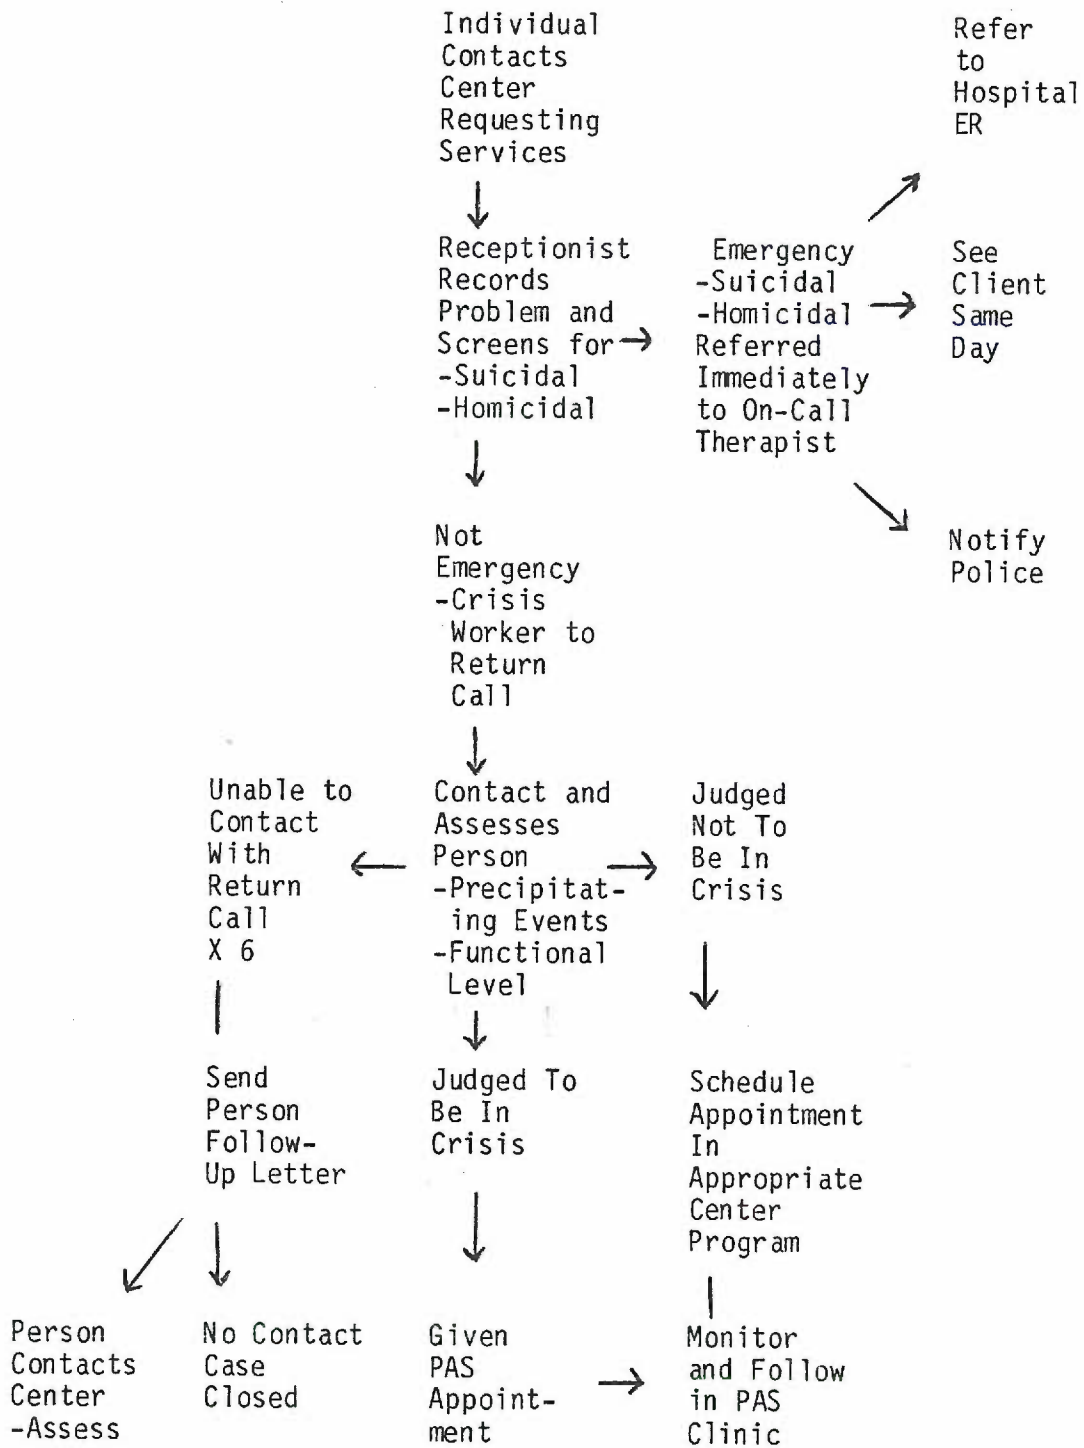 Individual
Contacts
Center
Requesting
Services
Refer
to
Hospital
ER
Receptionist
Records
Problem and
Screens for
-Suicidal
-Homicidal
Emergency
-Suicidal
-Homicidal
Referred
Immediately
to On-Call
Therapist
See
Client
Same
Day
Notify
Police
Not
Emergency
-Crisis
Worker to
Return
Call
Unable to
Contact
With
Return
Call
X 6
Contact and
Assesses
Person
-Precipitat-
ing Events
-Functional
Level
Judged
Not To
Be In
Crisis
Send
Person
Follow-
Up Letter
Judged To
Be In
Crisis
Schedule
Appointment
In
Appropriate
Center
Program
Person
Contacts
Center
-Assess
No Contact
Case
Closed
Given
PAS
Appoint-
ment
Monitor
and Follow
in PAS
Clinic